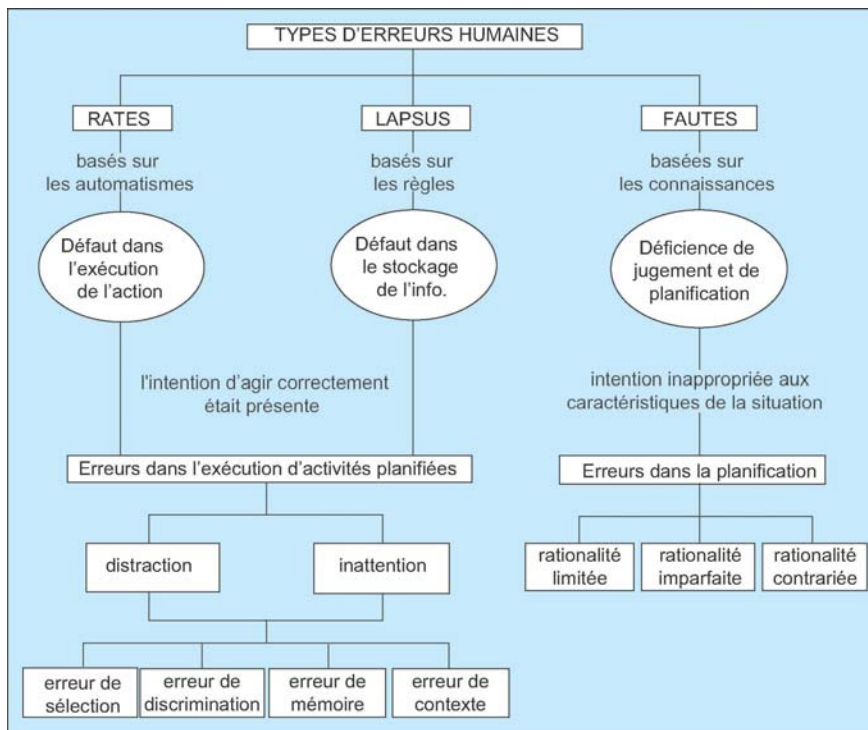 TYPES D'ERREURS HUMAINES
RATES
LAPSUS
FAUTES
basés sur
les automatismes
basés sur
les règles
basées sur
les connaissances
Défaut dans
l'exécution
de l'action
Défaut dans
le stockage
de l'info.
Déficience de
jugement et de
planification
l'intention d'agir correctement
était présente
intention inappropriée aux
caractéristiques de la situation
Erreurs dans l'exécution d'activités planifiées
Erreurs dans la planification
distraction
inattention
rationalité
limitée
rationalité
imparfaite
rationalité
contrariée
erreur de
sélection
erreur de
discrimination
erreur de
mémoire
erreur de
contexte